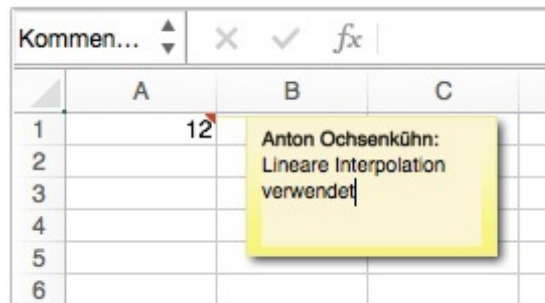 Kommen... fx
A B C
1 12
Anton Ochsenkühn:
2 Lineare Interpolation
3 verwendet
4
5
6